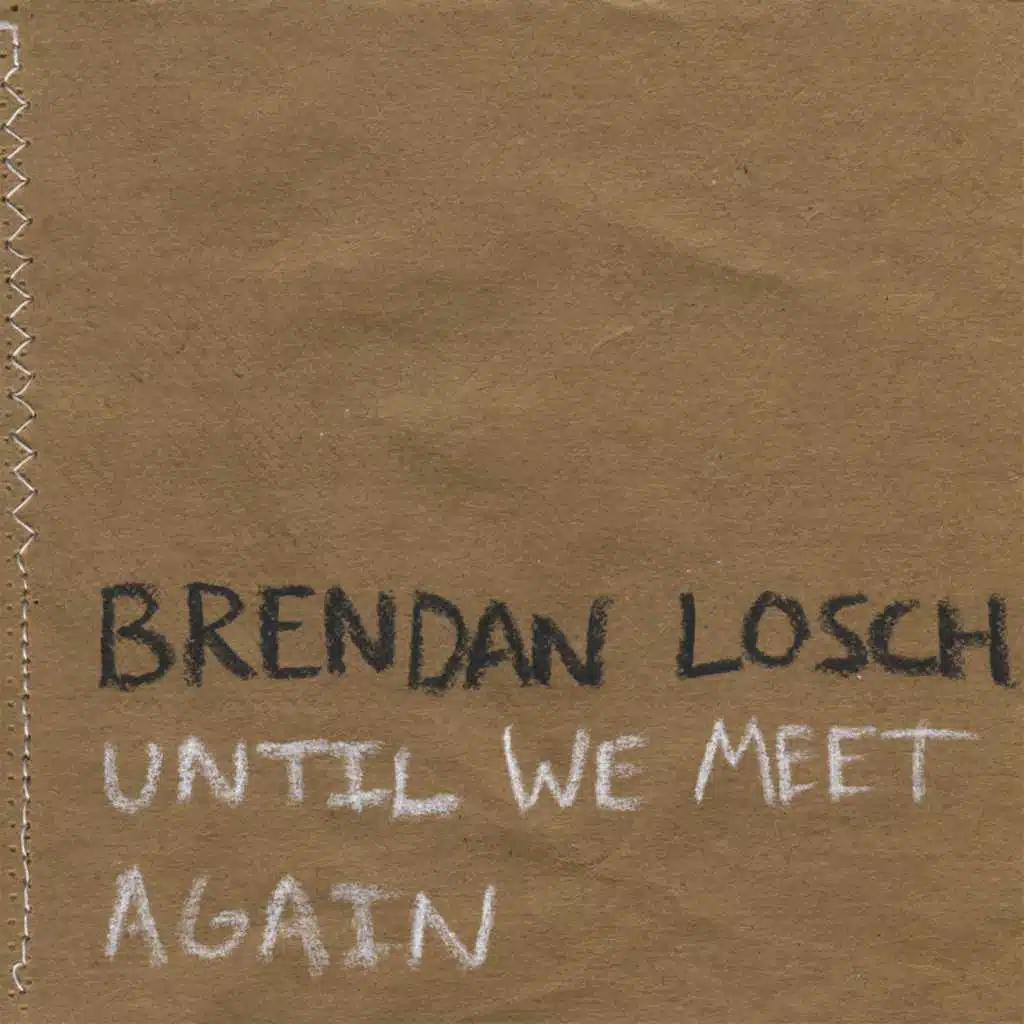 BRENDAN LOSCH
UNTIL WE MEET
AGAIN